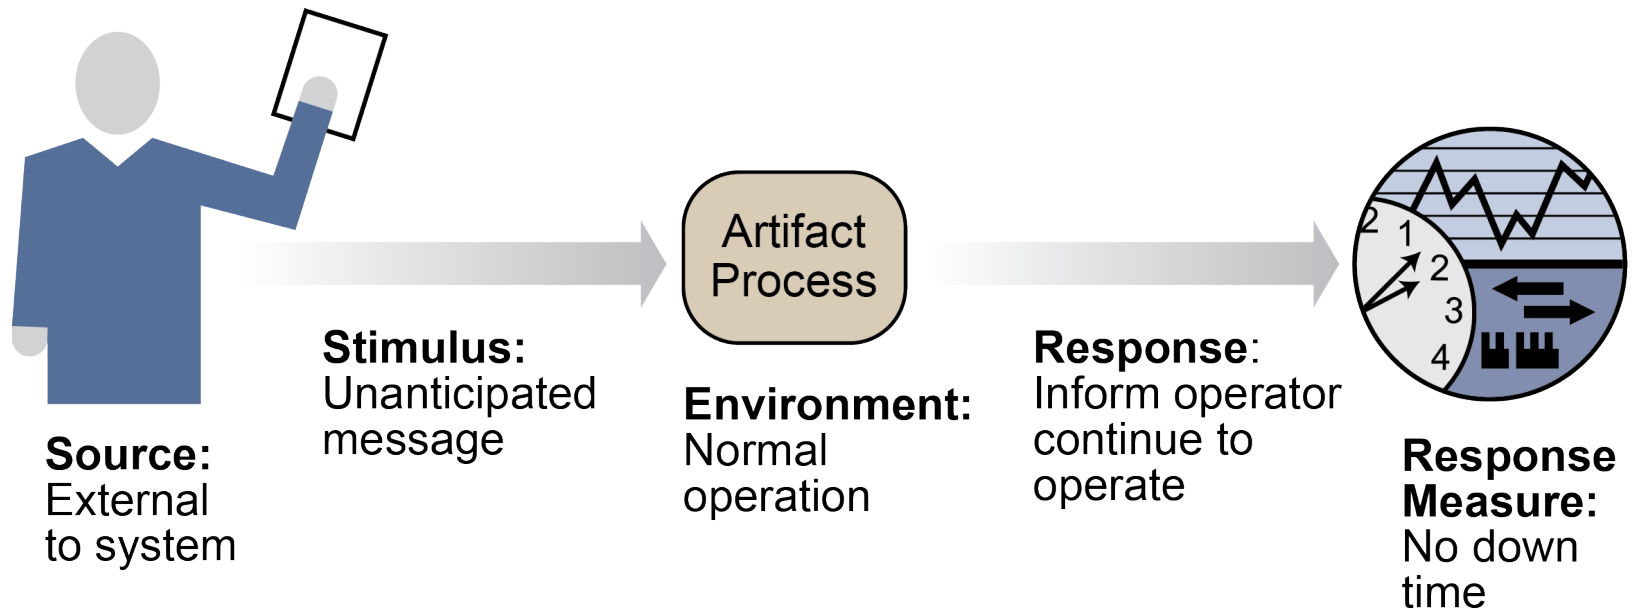 Source:
External
to system
Stimulus:
Unanticipated
message
Artifact
Process
Environment:
Normal
operation
Response:
Inform operator
continue to
operate
2
1
2
3
4
Response
Measure:
No down
time